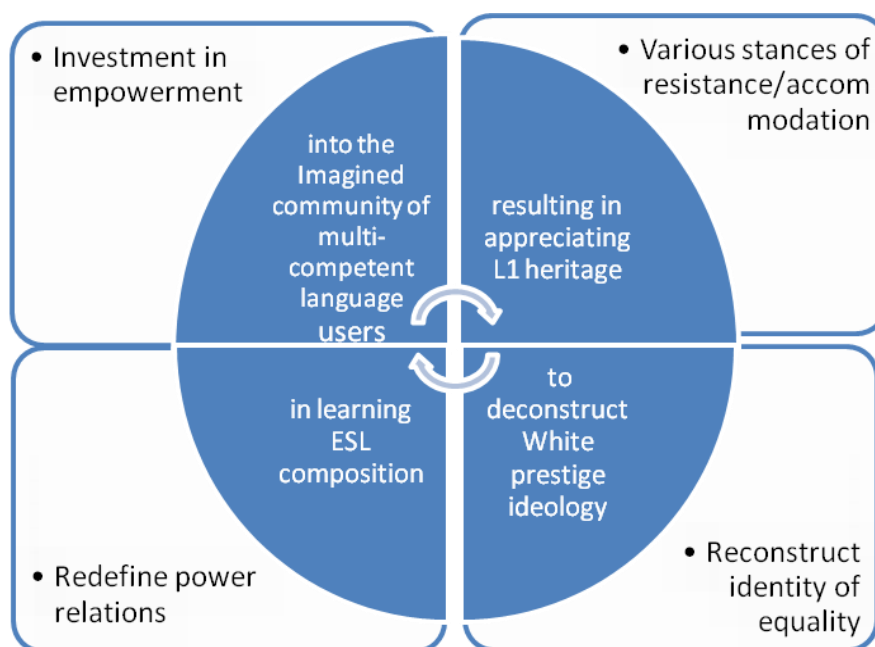 • Investment in
empowerment
into the
Imagined
community of
multi-
competent
language
users
• Various stances of
resistance/accom
modation
resulting in
appreciating
L1 heritage
in learning
ESL
composition
• Redefine power
relations
to
deconstruct
White
prestige
ideology
• Reconstruct
identity of
equality